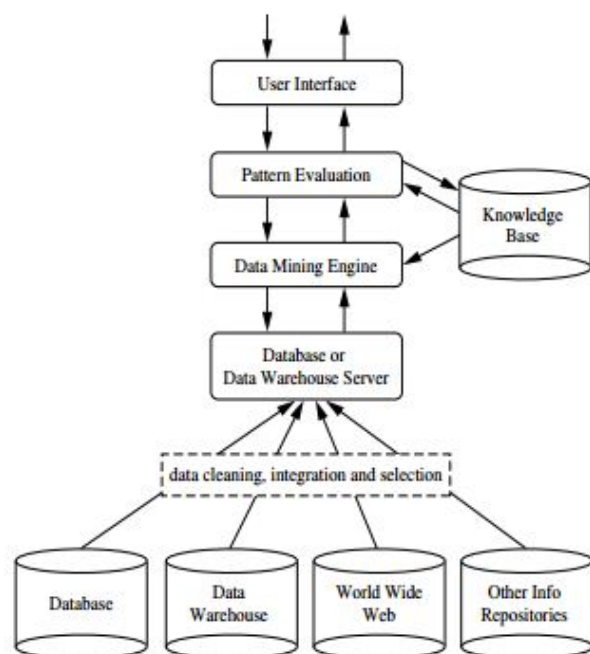 User Interface
Pattern Evaluation
Knowledge
Base
Data Mining Engine
Database or
Data Warehouse Server
data cleaning, integration and selection
Database
Data
Warehouse
World Wide
Web
Other Info
Repositories